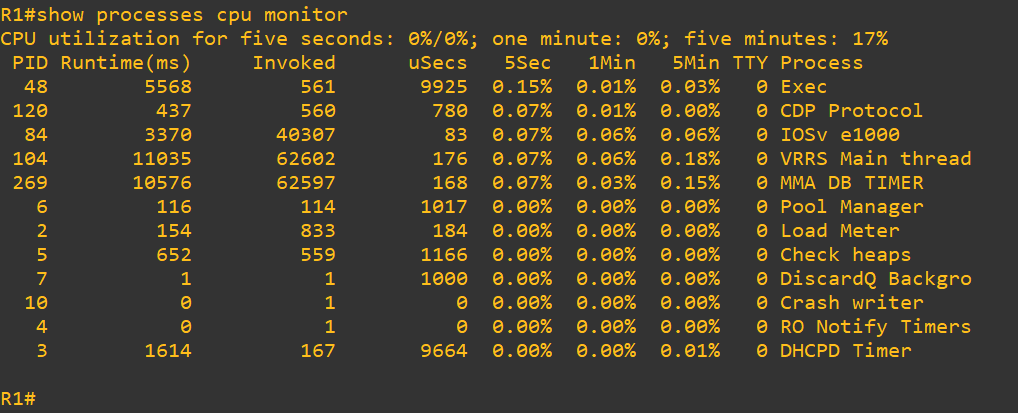 R1#show processes cpu monitor
CPU utilization for five seconds: 0%/0%; one minute: 0%; five minutes: 17%
 PID Runtime(ms)     Invoked      uSecs   5Sec   1Min   5Min TTY Process
  48        5568         561       9925  0.15%  0.01%  0.03%   0 Exec
 120         437         560        780  0.07%  0.01%  0.00%   0 CDP Protocol
  84        3370       40307         83  0.07%  0.06%  0.06%   0 IOSv e1000
 104       11035       62602        176  0.07%  0.06%  0.18%   0 VRRS Main thread
 269       10576       62597        168  0.07%  0.03%  0.15%   0 MMA DB TIMER
   6         116         114       1017  0.00%  0.00%  0.00%   0 Pool Manager
   2         154         833        184  0.00%  0.00%  0.00%   0 Load Meter
   5         652         559       1166  0.00%  0.00%  0.00%   0 Check heaps
   7           1           1       1000  0.00%  0.00%  0.00%   0 DiscardQ Backgro
  10           0           1          0  0.00%  0.00%  0.00%   0 Crash writer
   4           0           1          0  0.00%  0.00%  0.00%   0 RO Notify Timers
   3        1614         167       9664  0.00%  0.00%  0.01%   0 DHCPD Timer
R1#